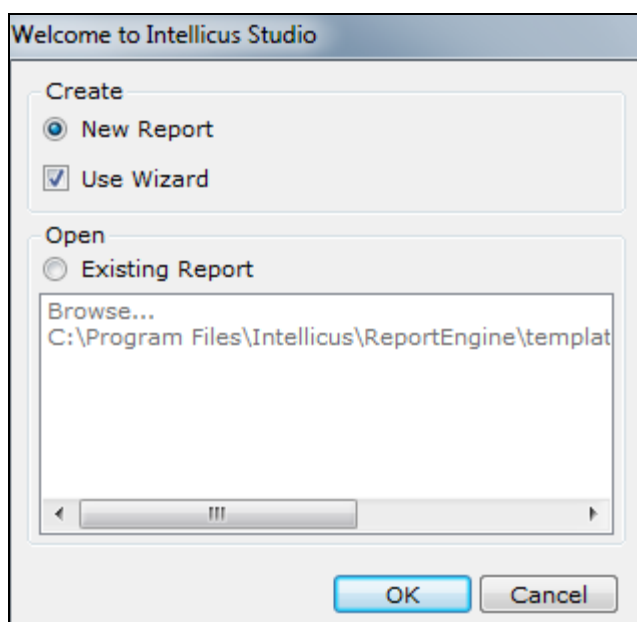 Welcome to Intellicus Studio
Create
New Report
Use Wizard
Open
Existing Report
Browse...
C:\Program Files\Intellicus\ReportEngine\templat
OK
Cancel